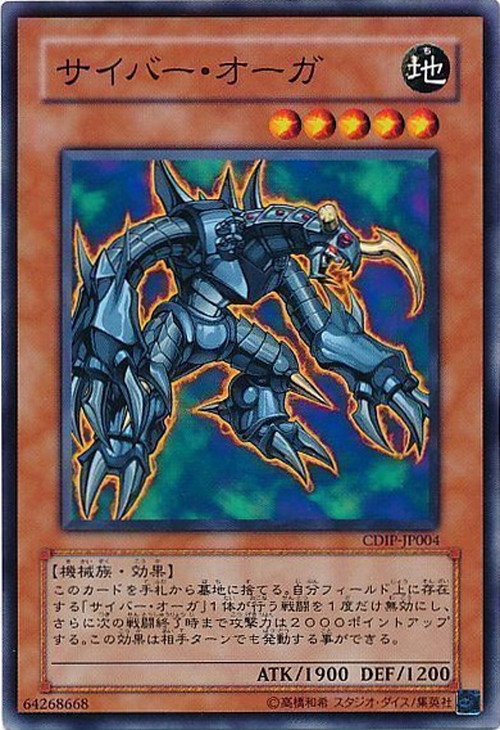 サイバー・オーガ
地
ち
CDIP-JP004
【機械族・効果】
このカードを手札から墓地に捨てる。自分フィールド上に存在
する「サイバー・オーガ」1体が行う戦闘を1度だけ無効にし、
さらに次の戦闘終了時まで攻撃力は2000ポイントアップ
する。この効果は相手ターンでも発動する事ができる。
ATK/1900 DEF/1200
64268668
©高橋和希 スタジオ・ダイス/集英社